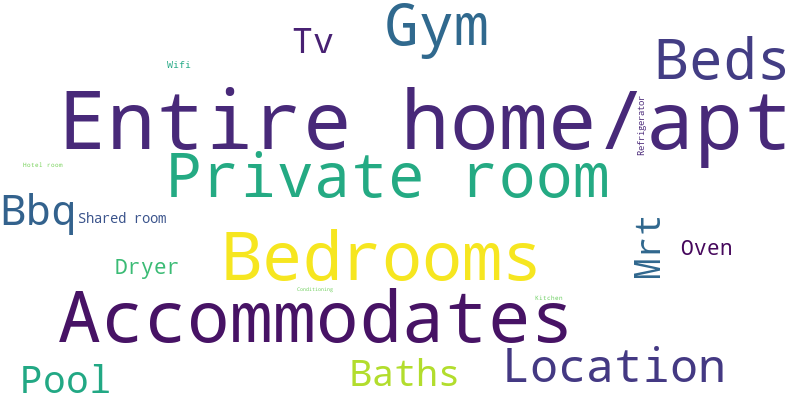 Gym
Tv
Beds
Wifi
Entire home/apt
Refrigerator
Private room
Hotel room
Bbq
Shared room
Mrt
Bedrooms
Oven
Dryer
Conditioning
Kitchen
Accommodates
Location
Baths
Pool